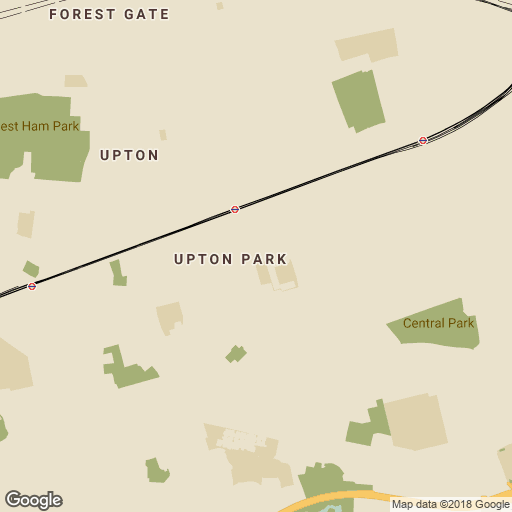 FOREST GATE
est Ham Park
UPTON
UPTON PARK
Central Park
Google
Map data ©2018 Google